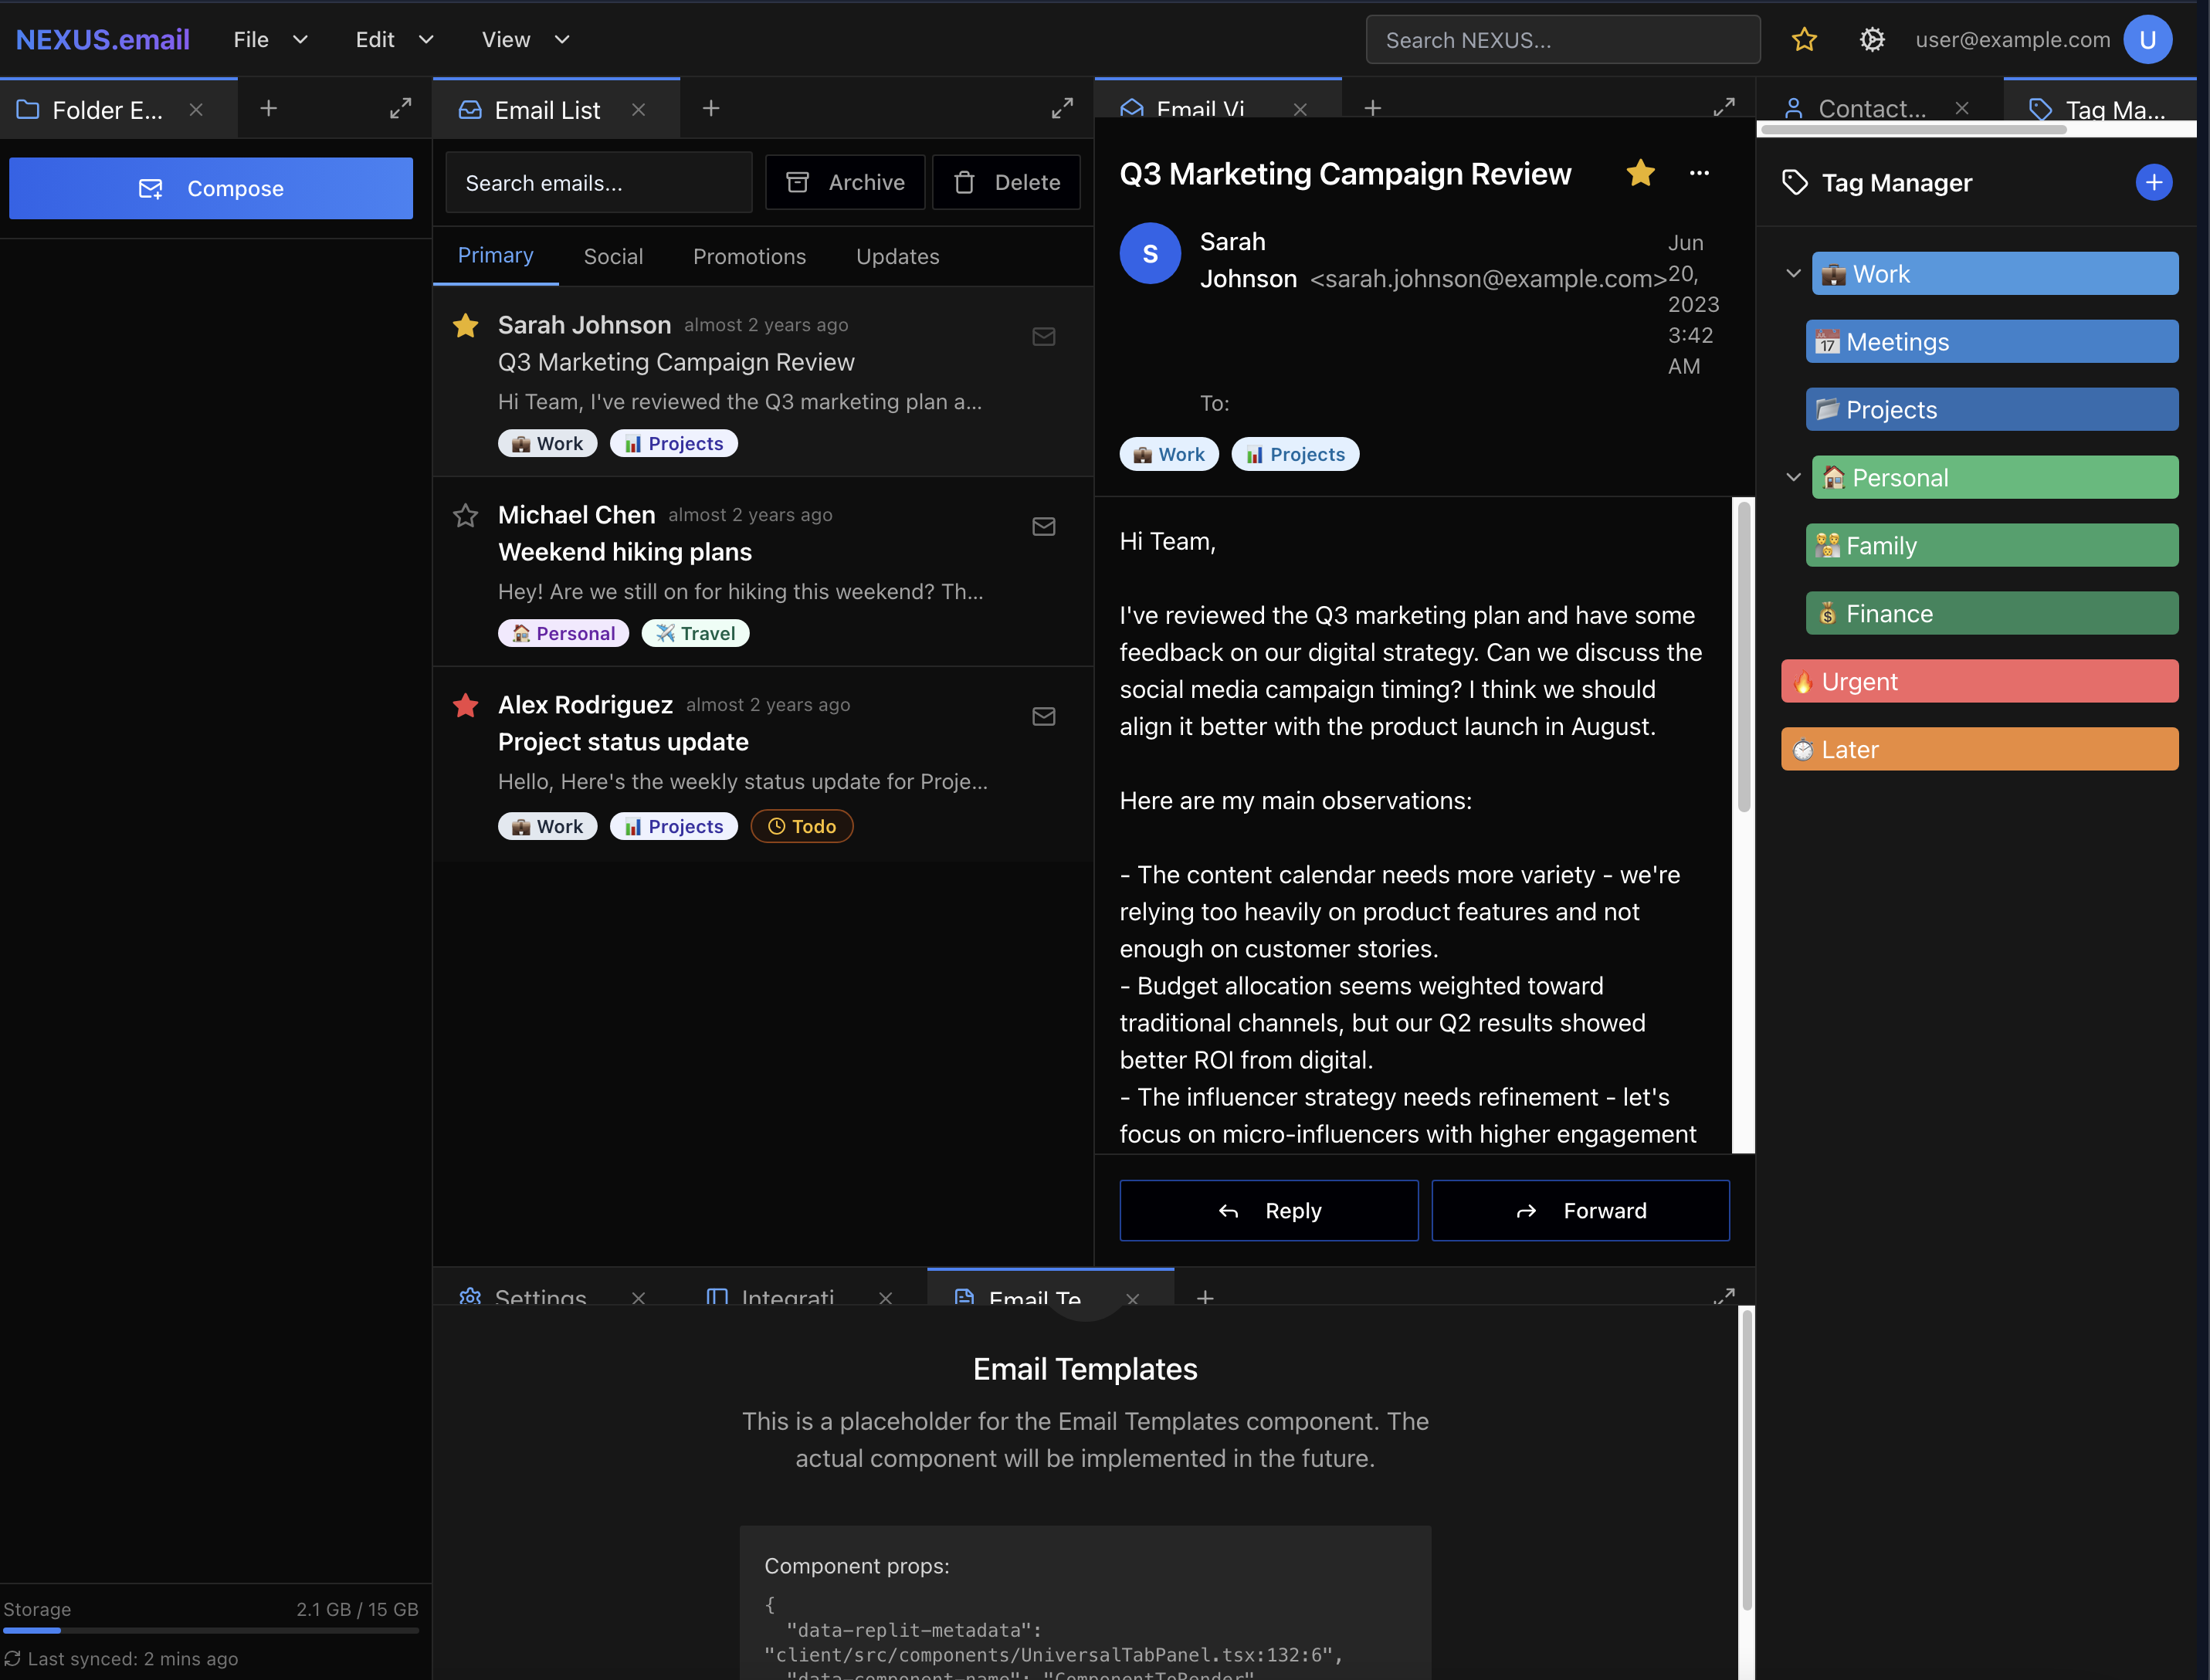 NEXUS.email File Edit View Search NEXUS... user@example.com U
Folder E...
Compose
Storage 2.1 GB / 15 GB
Last synced: 2 mins ago
Email List
Search emails... Archive Delete
Primary Social Promotions Updates
Sarah Johnson almost 2 years ago
Q3 Marketing Campaign Review
Hi Team, I've reviewed the Q3 marketing plan a...
Work Projects
Michael Chen almost 2 years ago
Weekend hiking plans
Hey! Are we still on for hiking this weekend? Th...
Personal Travel
Alex Rodriguez almost 2 years ago
Project status update
Hello, Here's the weekly status update for Proje...
Work Projects Todo
Email Vi
Q3 Marketing Campaign Review
S
Sarah
Johnson <sarah.johnson@example.com>
Jun
20,
2023
3:42
AM
To:
Work Projects
Hi Team,
I've reviewed the Q3 marketing plan and have some
feedback on our digital strategy. Can we discuss the
social media campaign timing? I think we should
align it better with the product launch in August.
Here are my main observations:
- The content calendar needs more variety - we're
relying too heavily on product features and not
enough on customer stories.
- Budget allocation seems weighted toward
traditional channels, but our Q2 results showed
better ROI from digital.
- The influencer strategy needs refinement - let's
focus on micro-influencers with higher engagement
Reply Forward
Settings Integrati Email Te
Email Templates
This is a placeholder for the Email Templates component. The
actual component will be implemented in the future.
Component props:
{
"data-replit-metadata":
"client/src/components/UniversalTabPanel.tsx:132:6",
"data-component-name": "ComponentToRender"
Contact... Tag Ma...
Tag Manager
Work
17 Meetings
Projects
Personal
Family
Finance
Urgent
Later